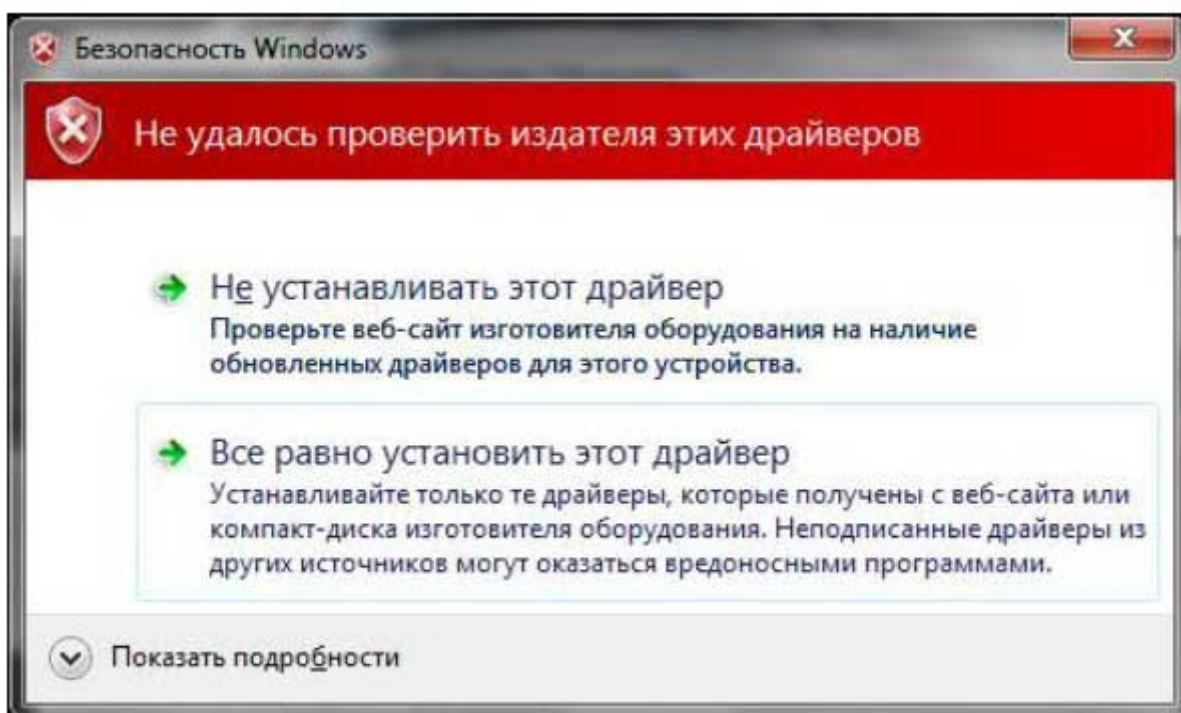 Безопасность Windows
Не удалось проверить издателя этих драйверов
Не устанавливать этот драйвер
Проверьте веб-сайт изготовителя оборудования на наличие
обновленных драйверов для этого устройства.
Все равно установить этот драйвер
Устанавливайте только те драйверы, которые получены с веб-сайта или
компакт-диска изготовителя оборудования. Неподписанные драйверы из
других источников могут оказаться вредоносными программами.
Показать подробности